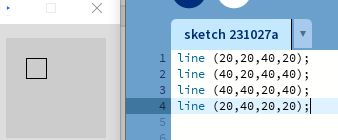 sketch 231027a
1 line (20,20,40,20);
2 line (40,20,40,40);
3 line (40,40,20,40);
4 line (20,40,20,20);
5
6